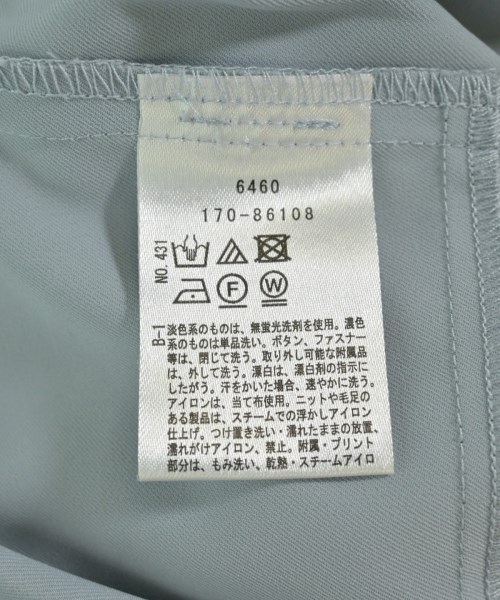 6460
170-86108
NO. 431
F
W
B-1
淡色系のものは、無蛍光洗剤を使用。濃色
系のものは単品洗い。ボタン、ファスナー
等は、閉じて洗う。取り外し可能な附属品
は、外して洗う。漂白は、漂白剤の指示に
したがう。汗をかいた場合、速やかに洗う。
アイロンは、当て布使用。ニットや毛足の
ある製品は、スチームでの浮かしアイロン
仕上げ。つけ置き洗い・濡れたままの放置、
濡れがけアイロン、禁止。附属・プリント
部分は、もみ洗い、乾熱・スチームアイロ